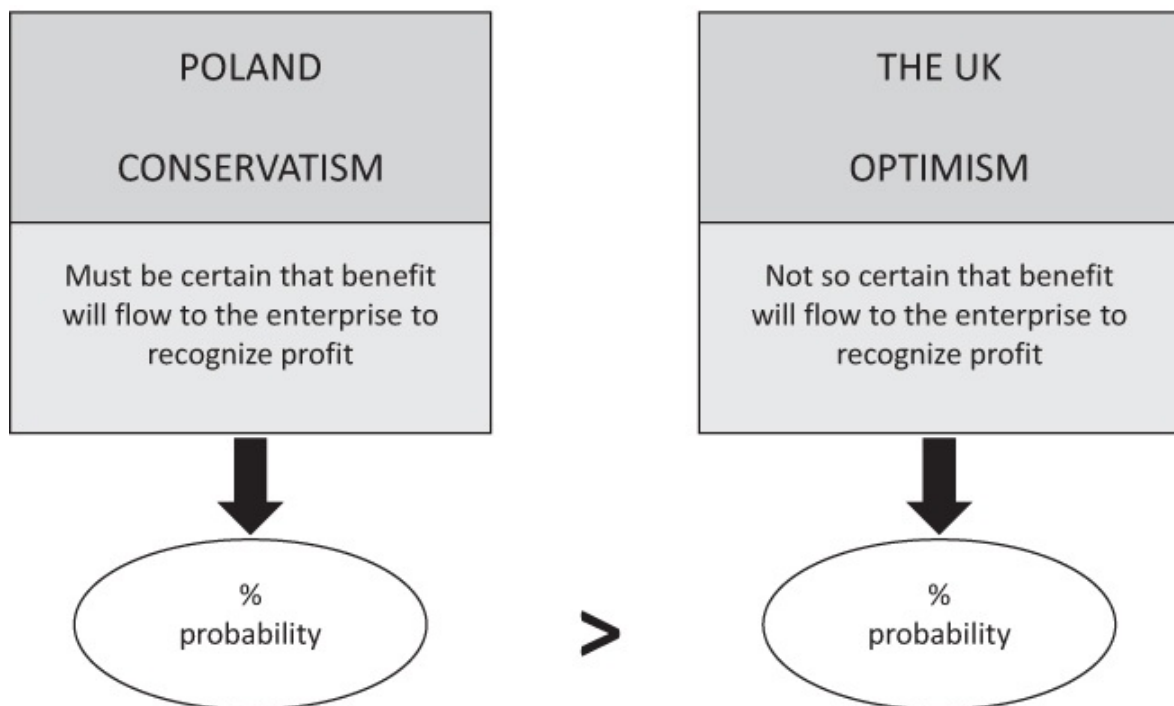 POLAND
CONSERVATISM
Must be certain that benefit
will flow to the enterprise to
recognize profit
%
probability
>
THE UK
OPTIMISM
Not so certain that benefit
will flow to the enterprise to
recognize profit
%
probability